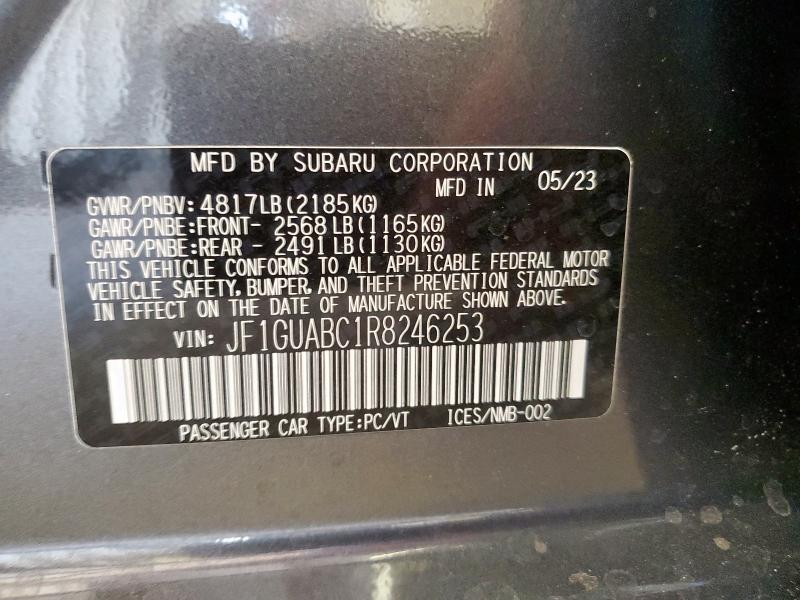 MFD BY SUBARU CORPORATION
MFD IN 05/23
GVWR/PNBV: 4817LB(2185KG)
GAWR/PNBE:FRONT- 2568 LB(1165KG)
GAWR/PNBE:REAR - 2491 LB(1130KG)
THIS VEHICLE CONFORMS TO ALL APPLICABLE FEDERAL MOTOR
VEHICLE SAFETY, BUMPER, AND THEFT PREVENTION STANDARDS
IN EFFECT ON THE DATE OF MANUFACTURE SHOWN ABOVE.
VIN: JF1GUABC1R8246253
PASSENGER CAR TYPE:PC/VT ICES/NMB-002